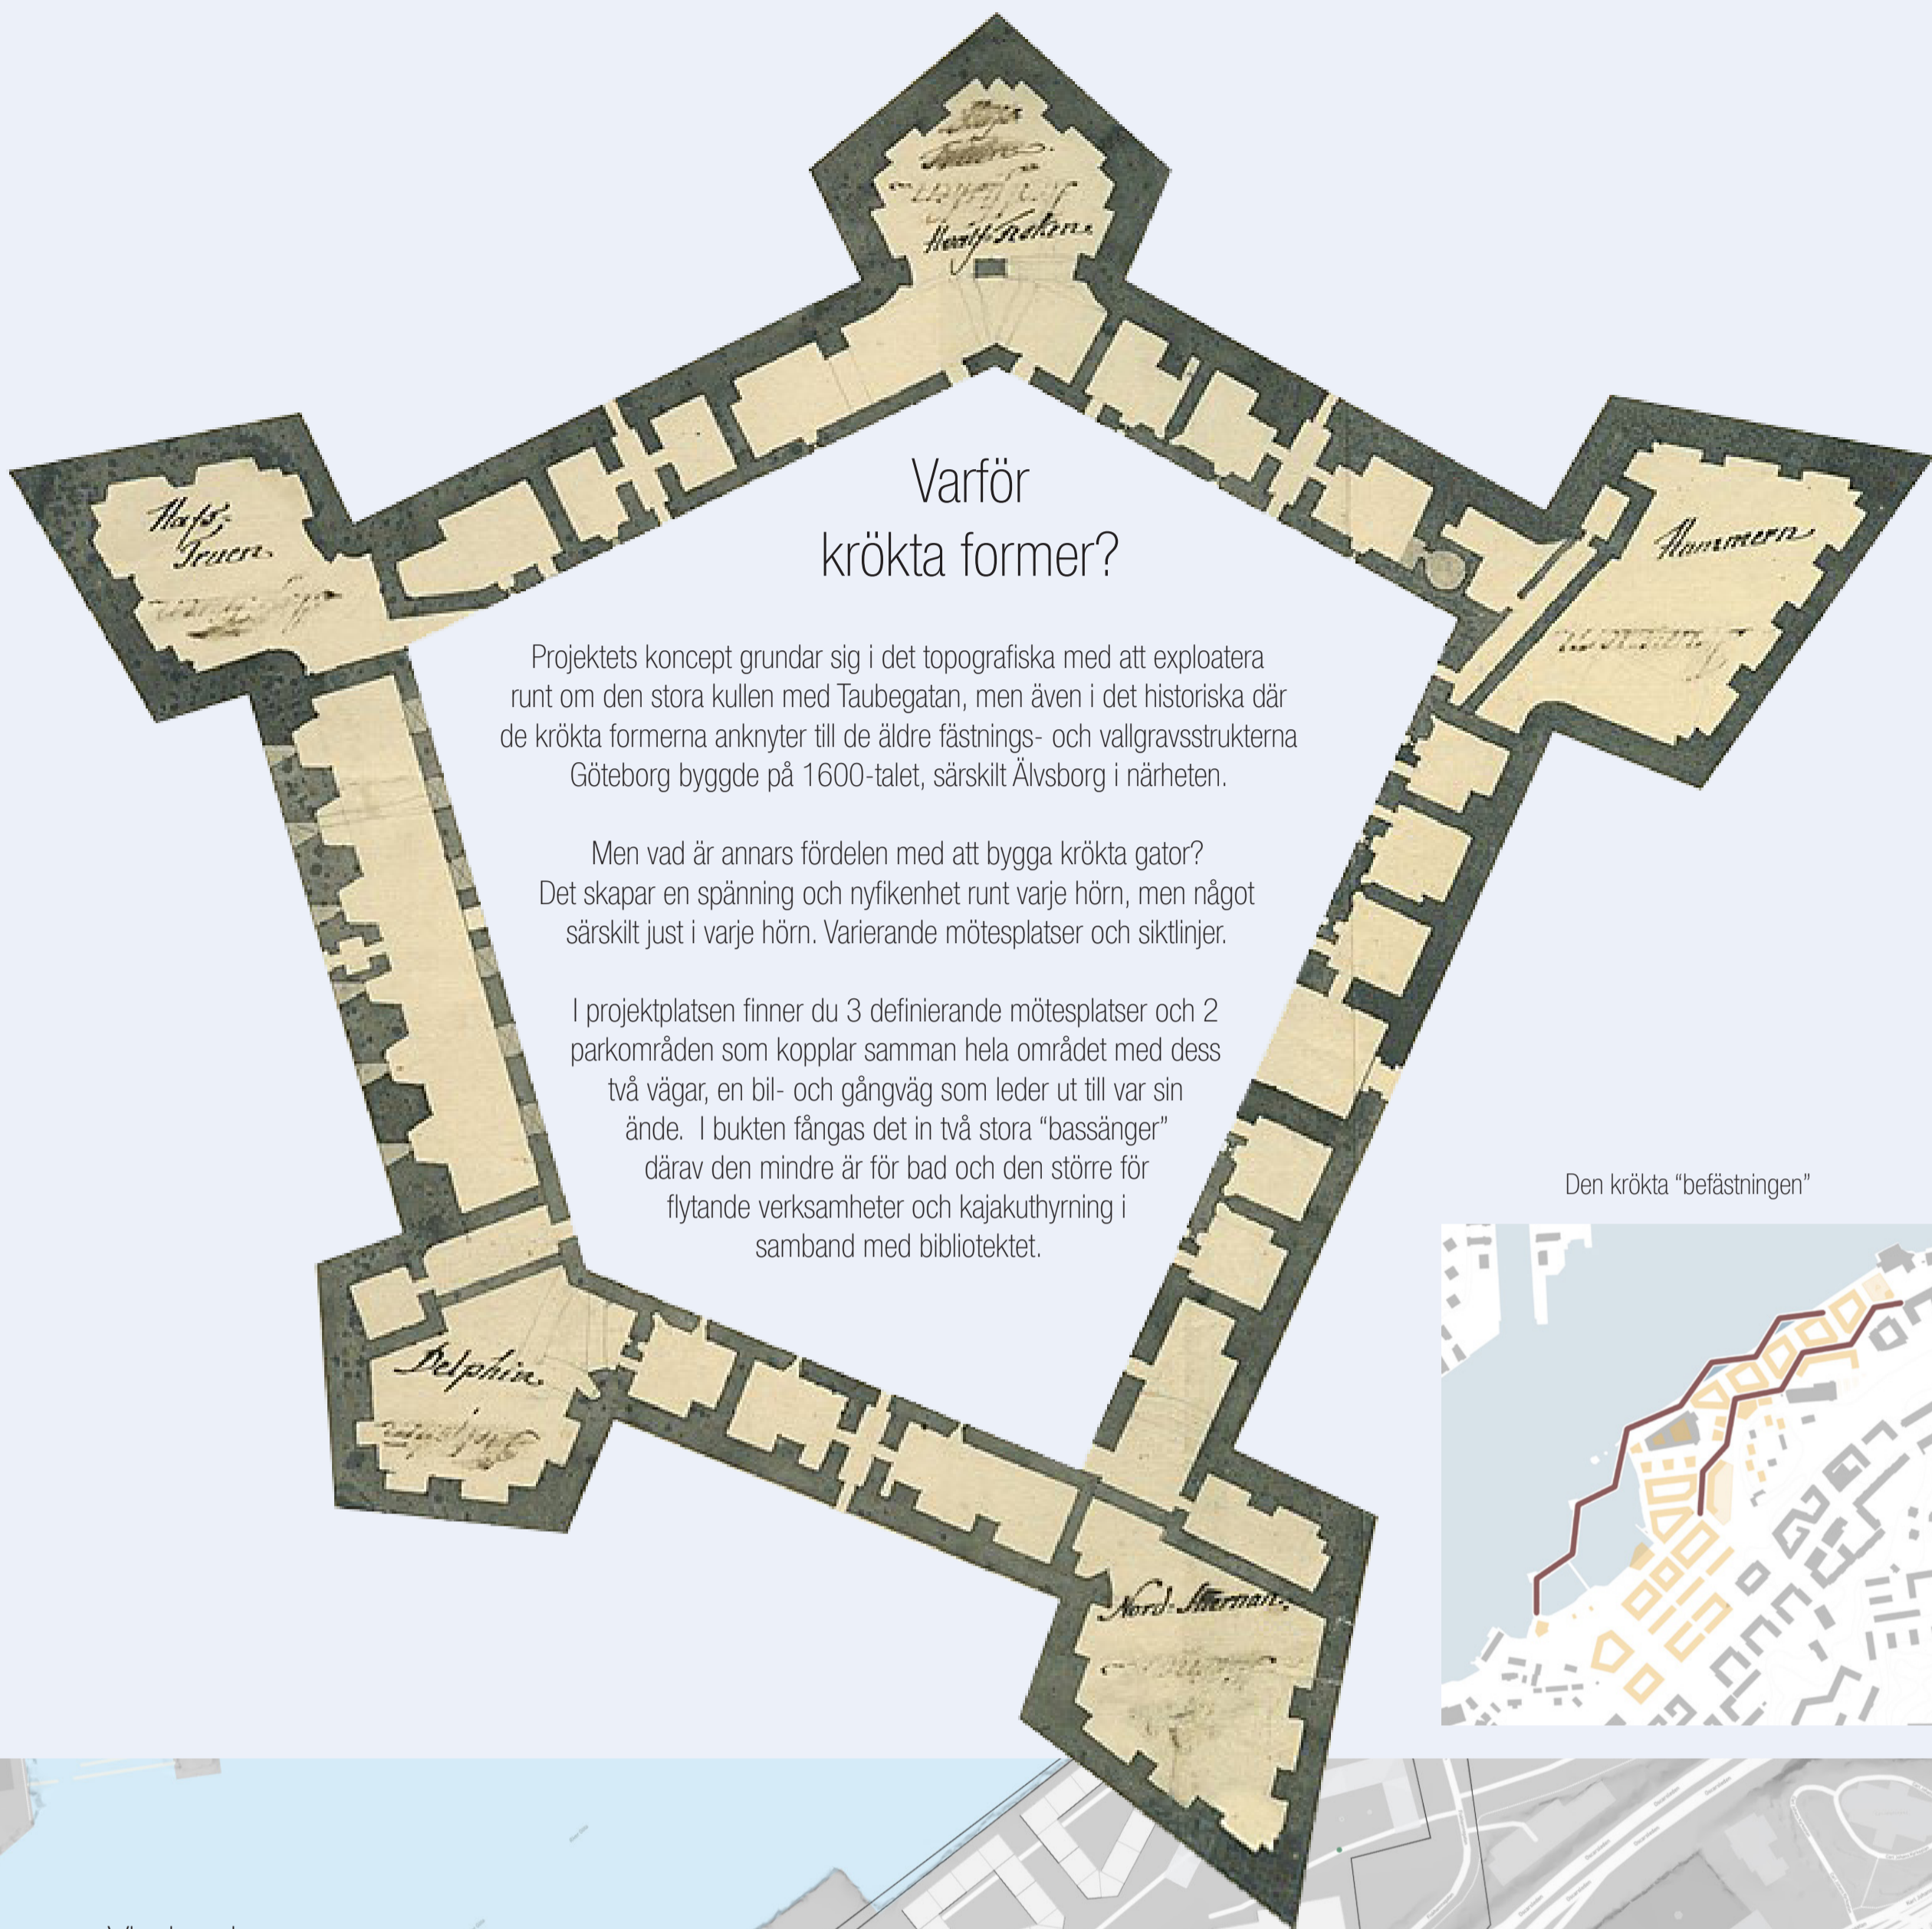 Hafs-
Truen.
Hammern
Varför
krökta former?
Projektets koncept grundar sig i det topografiska med att exploatera
runt om den stora kullen med Taubegatan, men även i det historiska där
de krökta formerna anknyter till de äldre fästnings- och vallgravsstrukterna
Göteborg byggde på 1600-talet, särskilt Älvsborg i närheten.
Men vad är annars fördelen med att bygga krökta gator?
Det skapar en spänning och nyfikenhet runt varje hörn, men något
särskilt just i varje hörn. Varierande mötesplatser och siktlinjer.
I projektplatsen finner du 3 definierande mötesplatser och 2
parkområden som kopplar samman hela området med dess
två vägar, en bil- och gångväg som leder ut till var sin
ände. I bukten fångas det in två stora “bassänger”
därav den mindre är för bad och den större för
flytande verksamheter och kajakuthyrning i
samband med bibliotektet.
Den krökta “befästningen”
Delphin.
Nord-Stiernan.